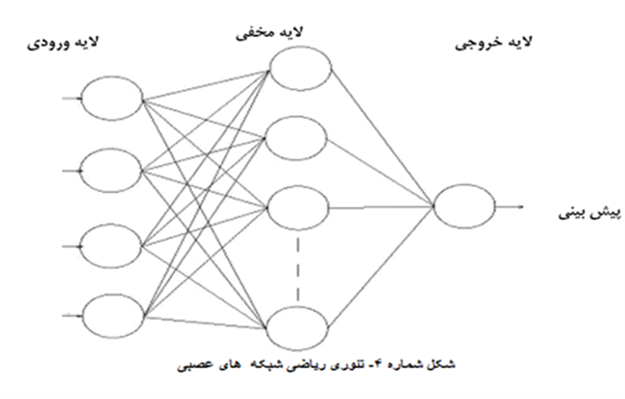 لایه ورودی
لایه مخفی
لایه خروجی
پیش بینی
شکل شماره ۴- تئوری ریاضی شبکه های عصبی